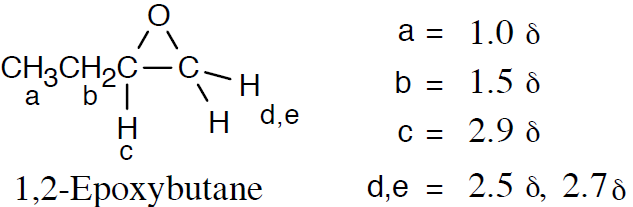 O
CH3CH2C—C
a b H H d,e
H
c
1,2-Epoxybutane
a = 1.0 δ
b = 1.5 δ
c = 2.9 δ
d,e = 2.5 δ, 2.7 δ